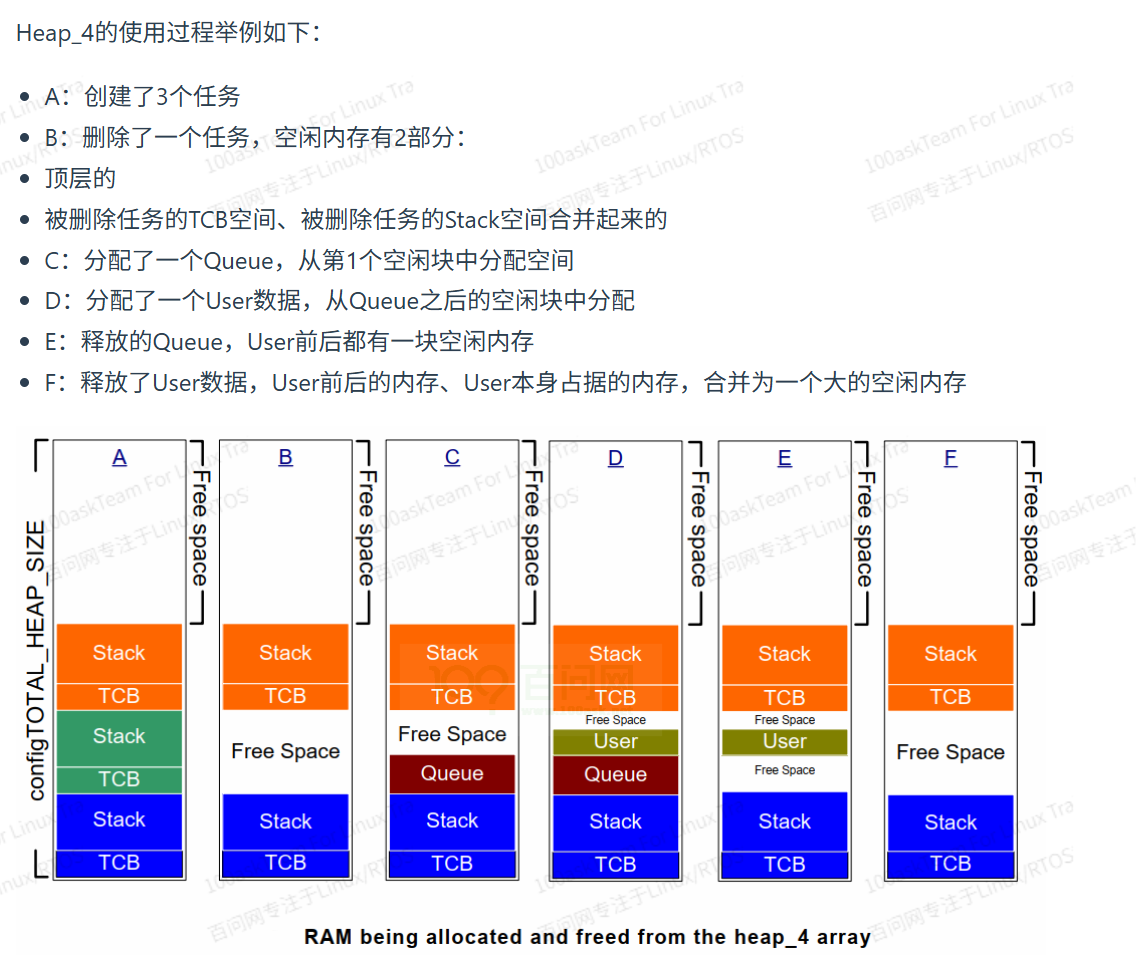 Heap_4的使用过程举例如下：
A：创建了3个任务
B：删除了一个任务，空闲内存有2部分：
顶层的
被删除任务的TCB空间、被删除任务的Stack空间合并起来的
C：分配了一个Queue，从第1个空闲块中分配空间
D：分配了一个User数据，从Queue之后的空闲块中分配
E：释放的Queue，User前后都有一块空闲内存
F：释放了User数据，User前后的内存、User本身占据的内存，合并为一个大的空闲内存
configTOTAL_HEAP_SIZE
A
Free space
Stack
TCB
Stack
TCB
Stack
TCB
B
Free space
Stack
TCB
Free Space
Stack
TCB
C
Free space
Stack
TCB
Free Space
Queue
Stack
TCB
D
Free space
Stack
TCB
Free Space
User
Queue
Stack
TCB
E
Free space
Stack
TCB
Free Space
User
Free Space
Stack
TCB
F
Free space
Stack
TCB
Free Space
Stack
TCB
RAM being allocated and freed from the heap_4 array
100askTeam For Linux Tra
百问网专注于Linux/RTOS
百问网